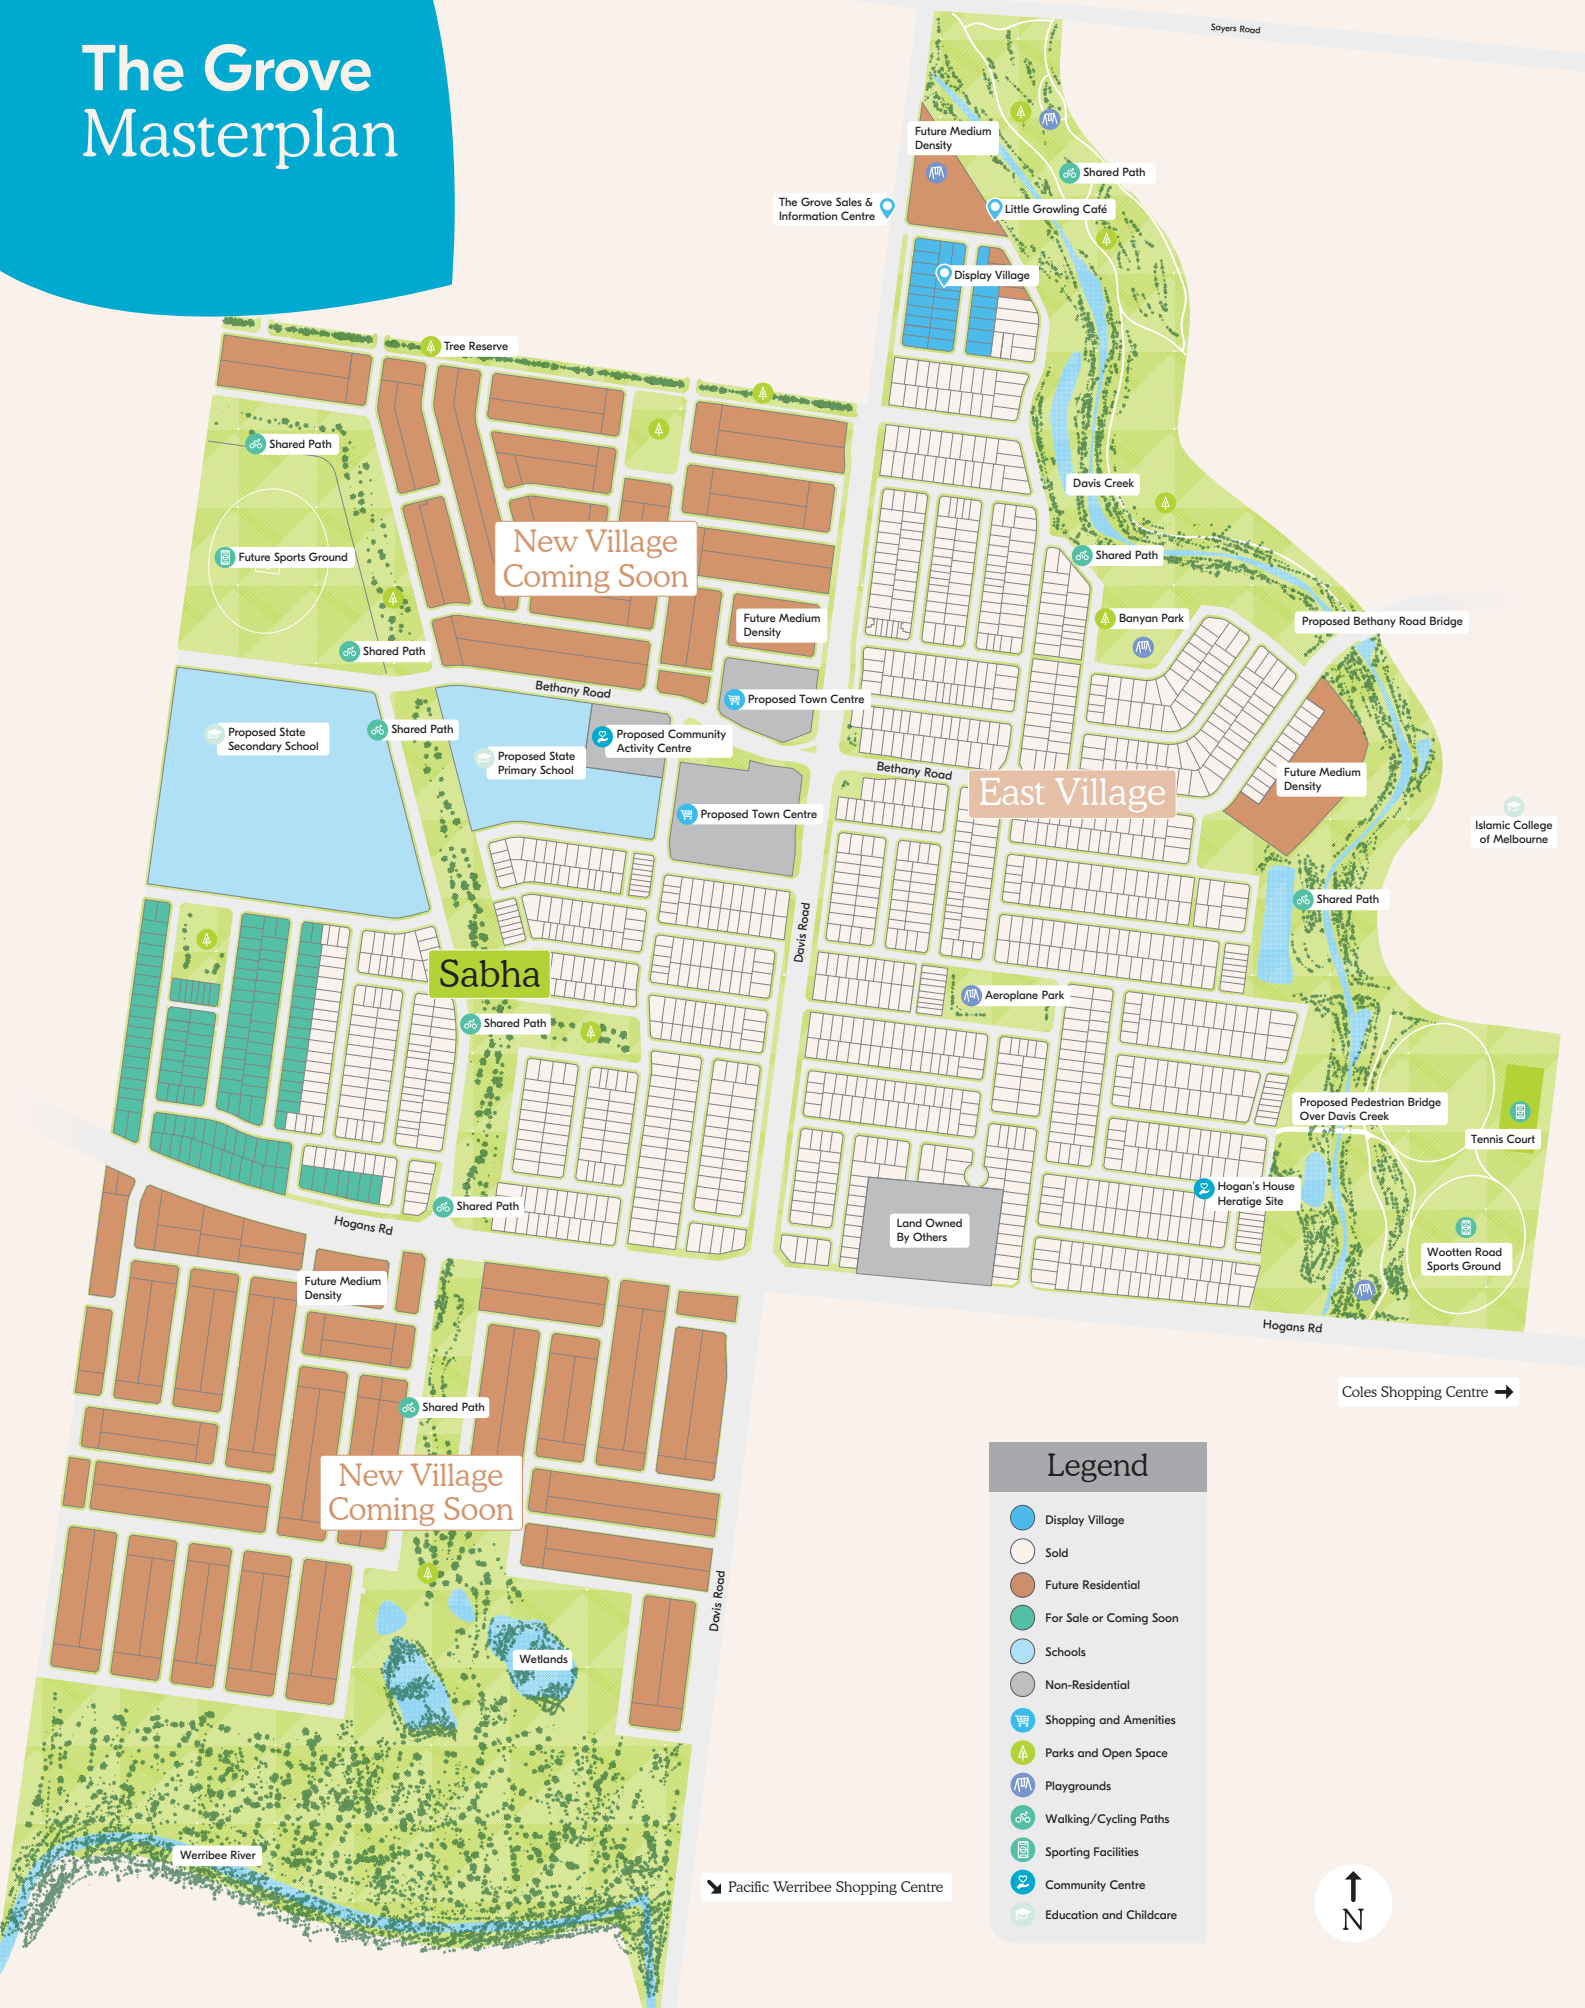 The Grove
Masterplan
Sayers Road
Future Medium
Density
Shared Path
The Grove Sales &
Information Centre
Little Growling Café
Display Village
Tree Reserve
Shared Path
Davis Creek
New Village
Coming Soon
Future Sports Ground
Shared Path
Future Medium
Density
Banyan Park
Proposed Bethany Road Bridge
Shared Path
Bethany Road
Proposed Town Centre
Proposed State
Secondary School
Shared Path
Proposed Community
Activity Centre
Proposed State
Primary School
Bethany Road
East Village
Future Medium
Density
Proposed Town Centre
Islamic College
of Melbourne
Shared Path
Davis Road
Sabha
Aeroplane Park
Shared Path
Proposed Pedestrian Bridge
Over Davis Creek
Tennis Court
Hogan's House
Heratige Site
Shared Path
Hogans Rd
Land Owned
By Others
Wootten Road
Sports Ground
Future Medium
Density
Hogans Rd
Coles Shopping Centre
Shared Path
New Village
Coming Soon
Davis Road
Wetlands
Werribee River
Pacific Werribee Shopping Centre
Legend
Display Village
Sold
Future Residential
For Sale or Coming Soon
Schools
Non-Residential
Shopping and Amenities
Parks and Open Space
Playgrounds
Walking/Cycling Paths
Sporting Facilities
Community Centre
Education and Childcare
N